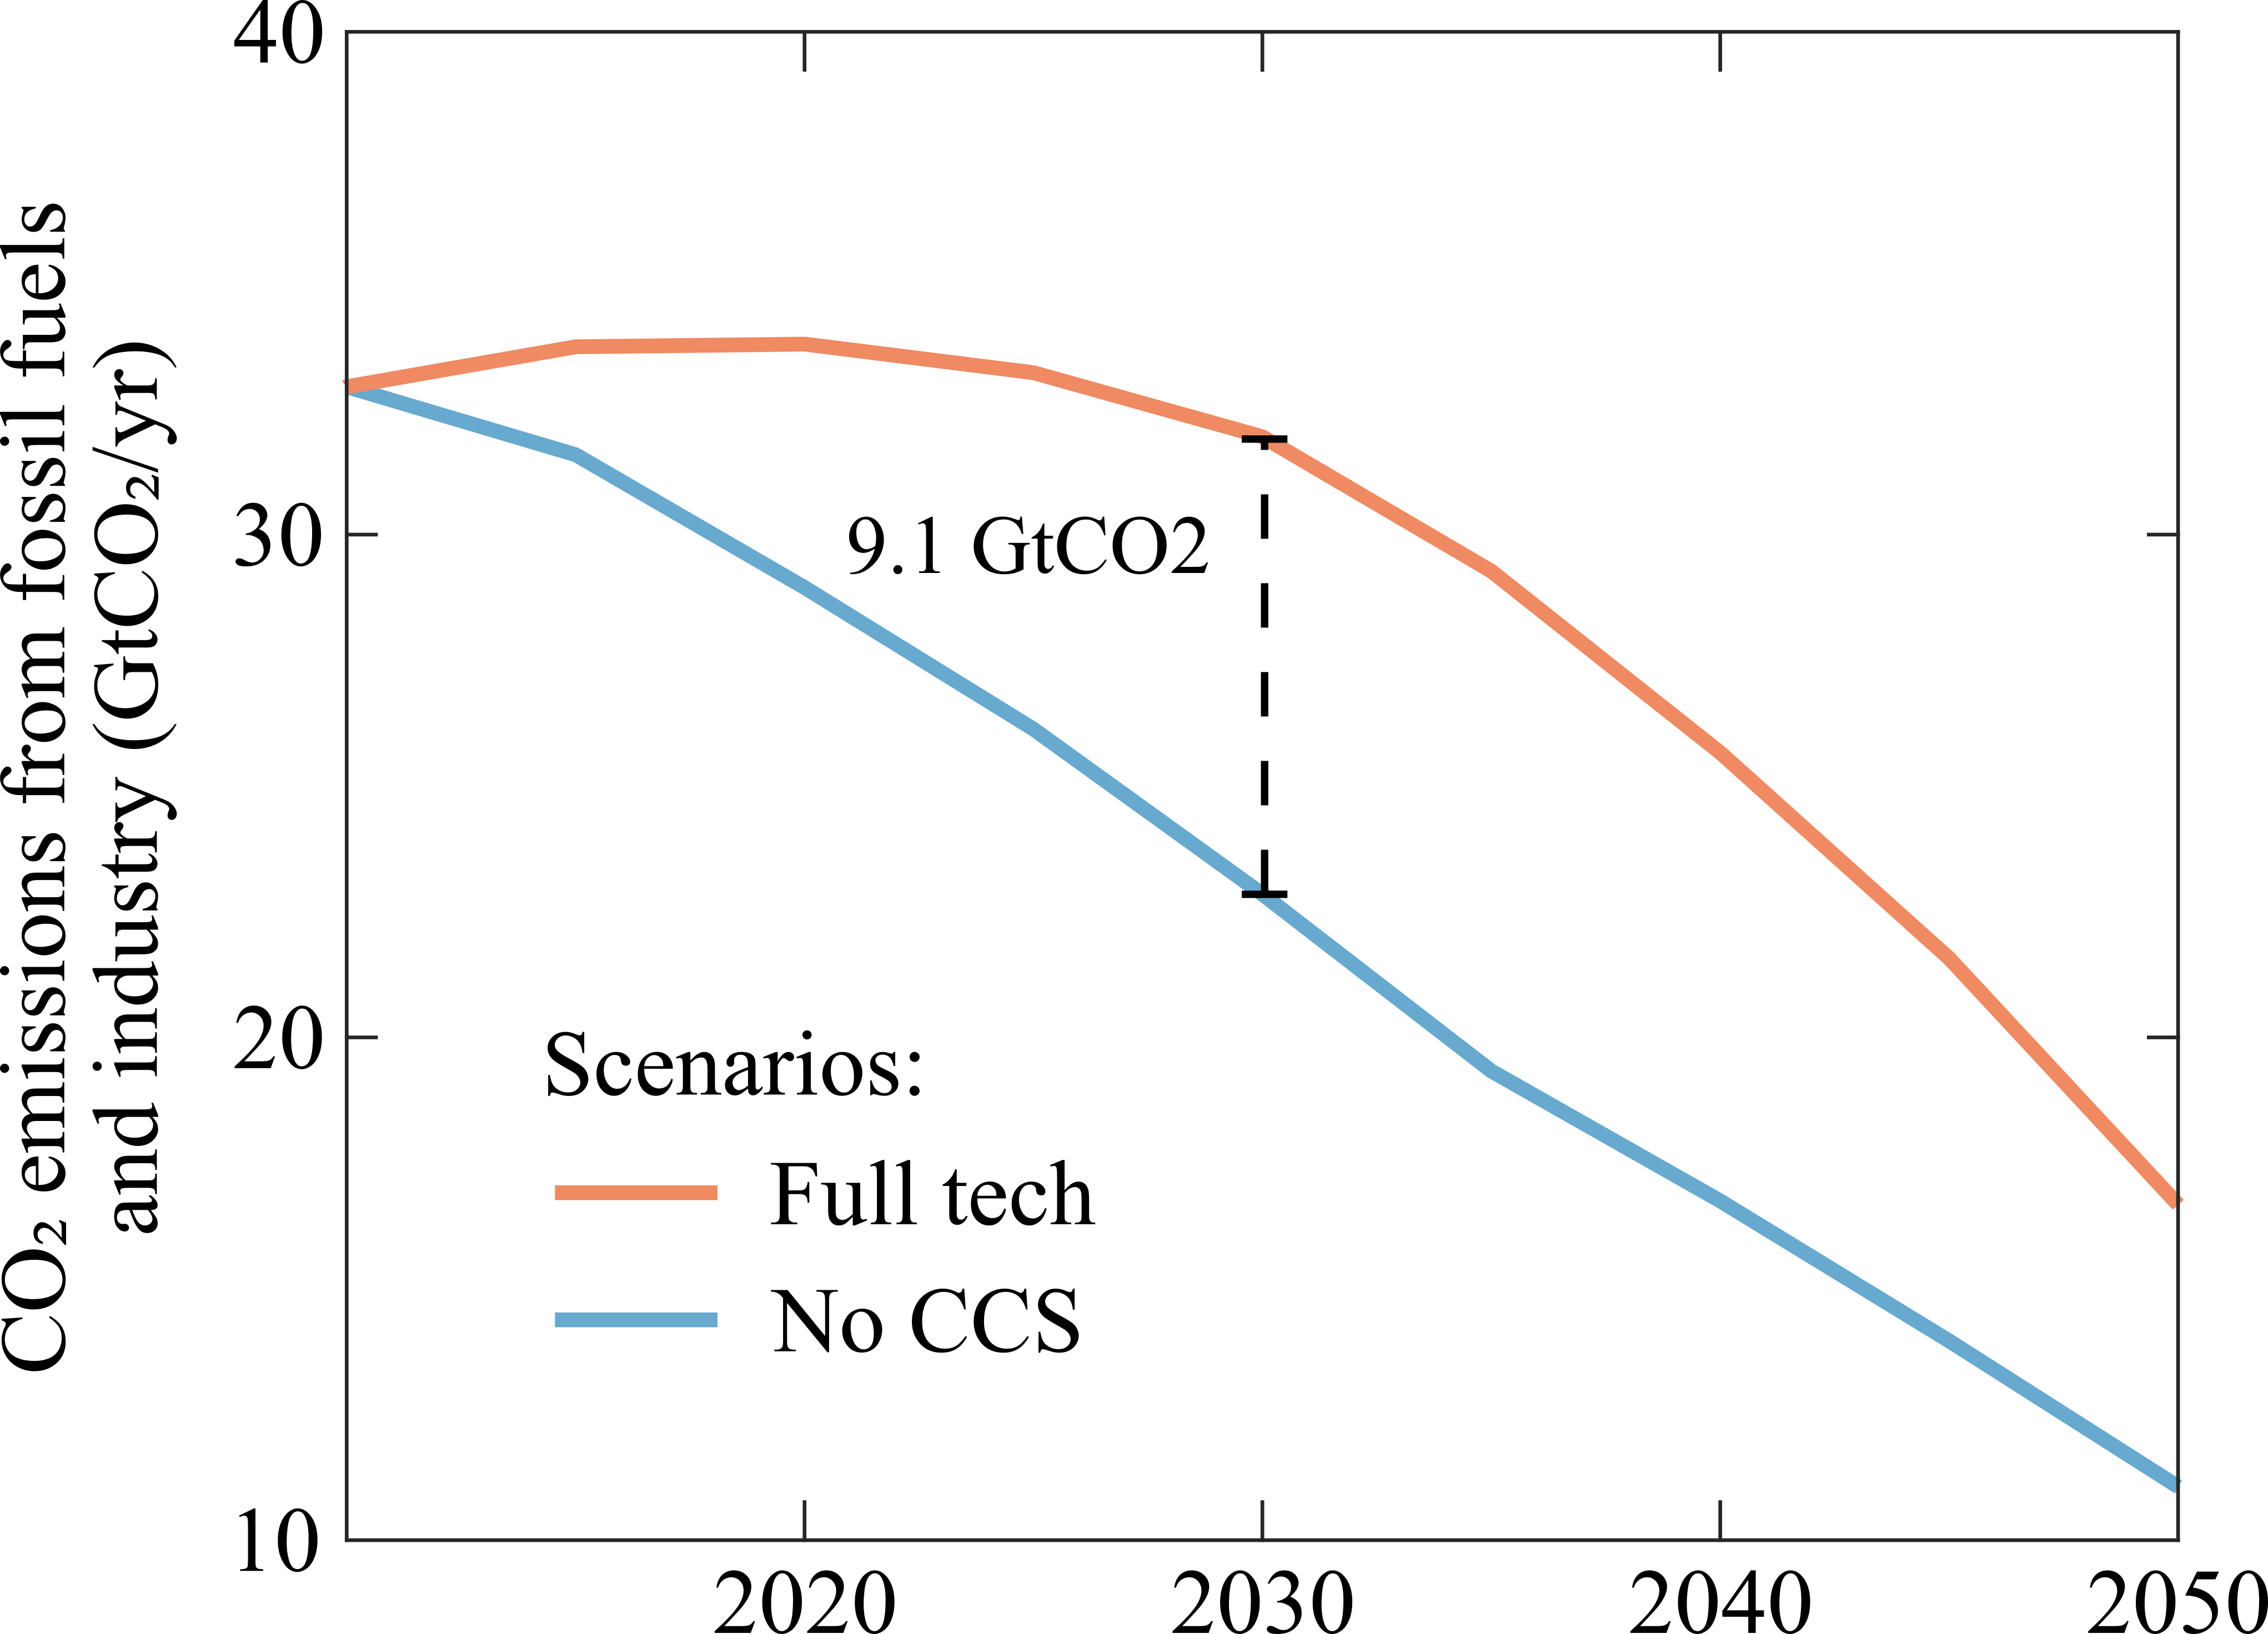 CO₂ emissions from fossil fuels
and industry (GtCO₂/yr)
40
30
20
10
9.1 GtCO2
Scenarios:
Full tech
No CCS
2020 2030 2040 2050